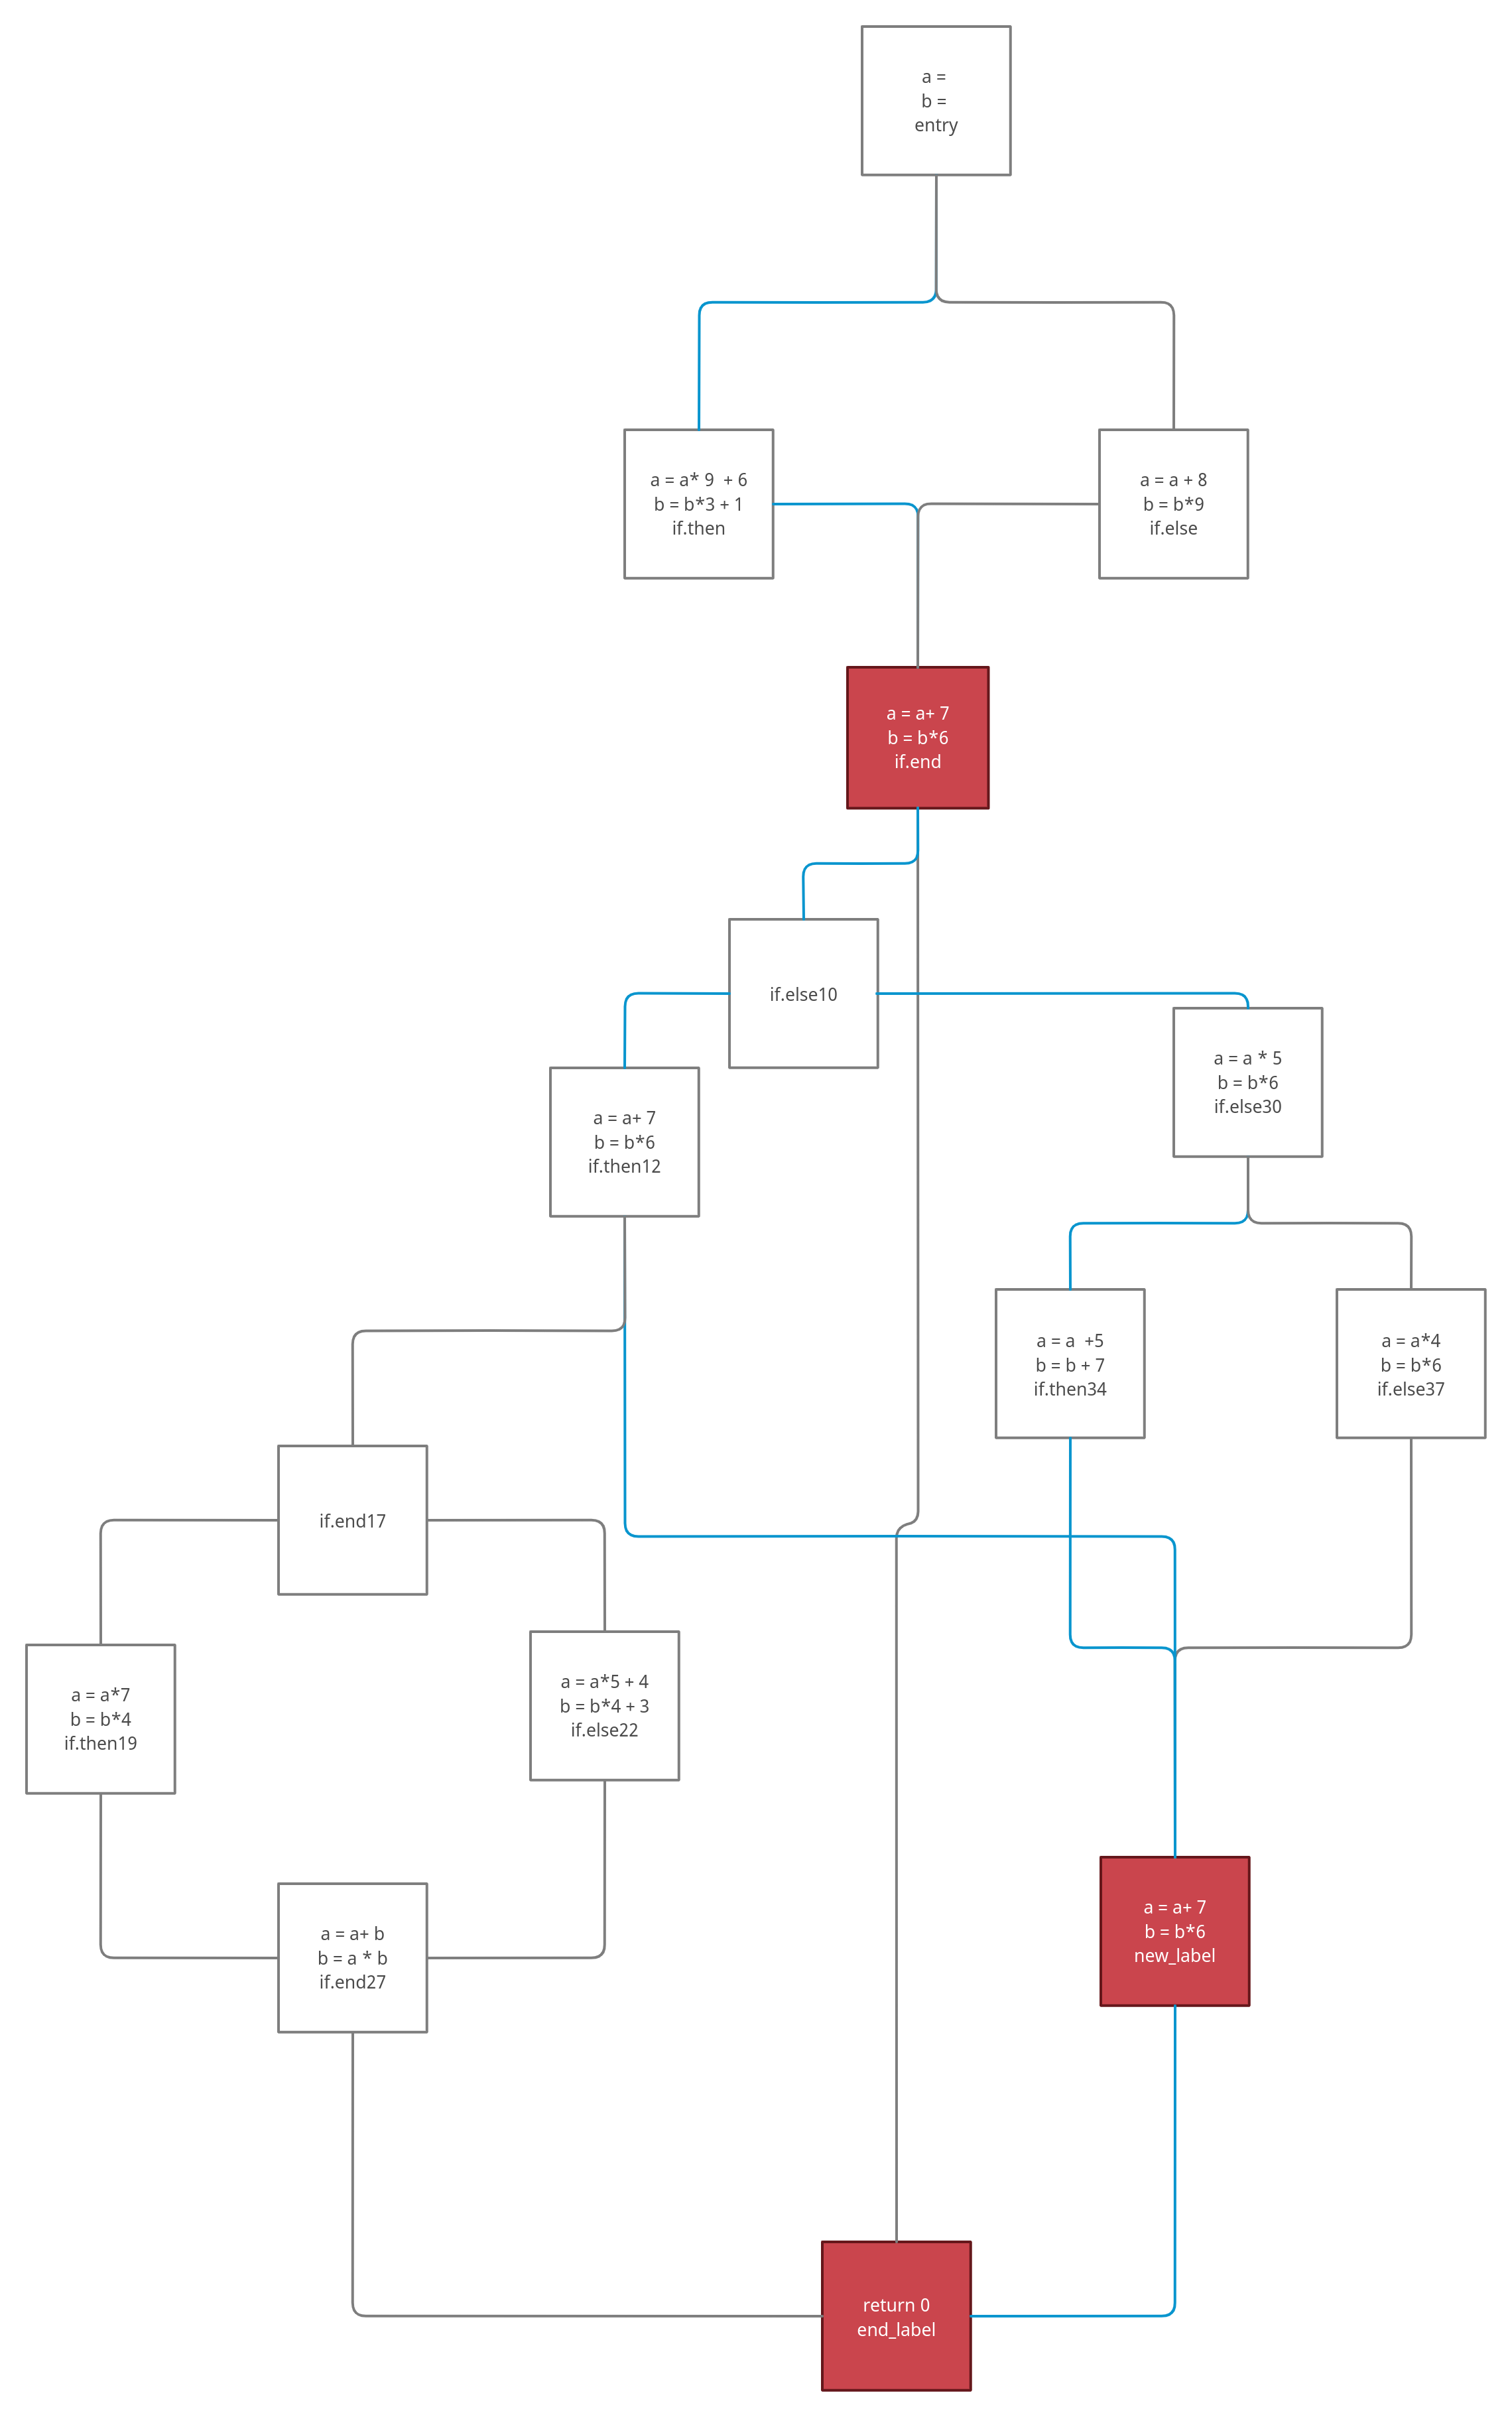 a =
b =
entry
a = a* 9  + 6
b = b*3 + 1
if.then
a = a + 8
b = b*9
if.else
a = a+ 7
b = b*6
if.end
if.else10
a = a * 5
b = b*6
if.else30
a = a+ 7
b = b*6
if.then12
a = a  +5
b = b + 7
if.then34
a = a*4
b = b*6
if.else37
if.end17
a = a*7
b = b*4
if.then19
a = a*5 + 4
b = b*4 + 3
if.else22
a = a+ b
b = a * b
if.end27
a = a+ 7
b = b*6
new_label
return 0
end_label